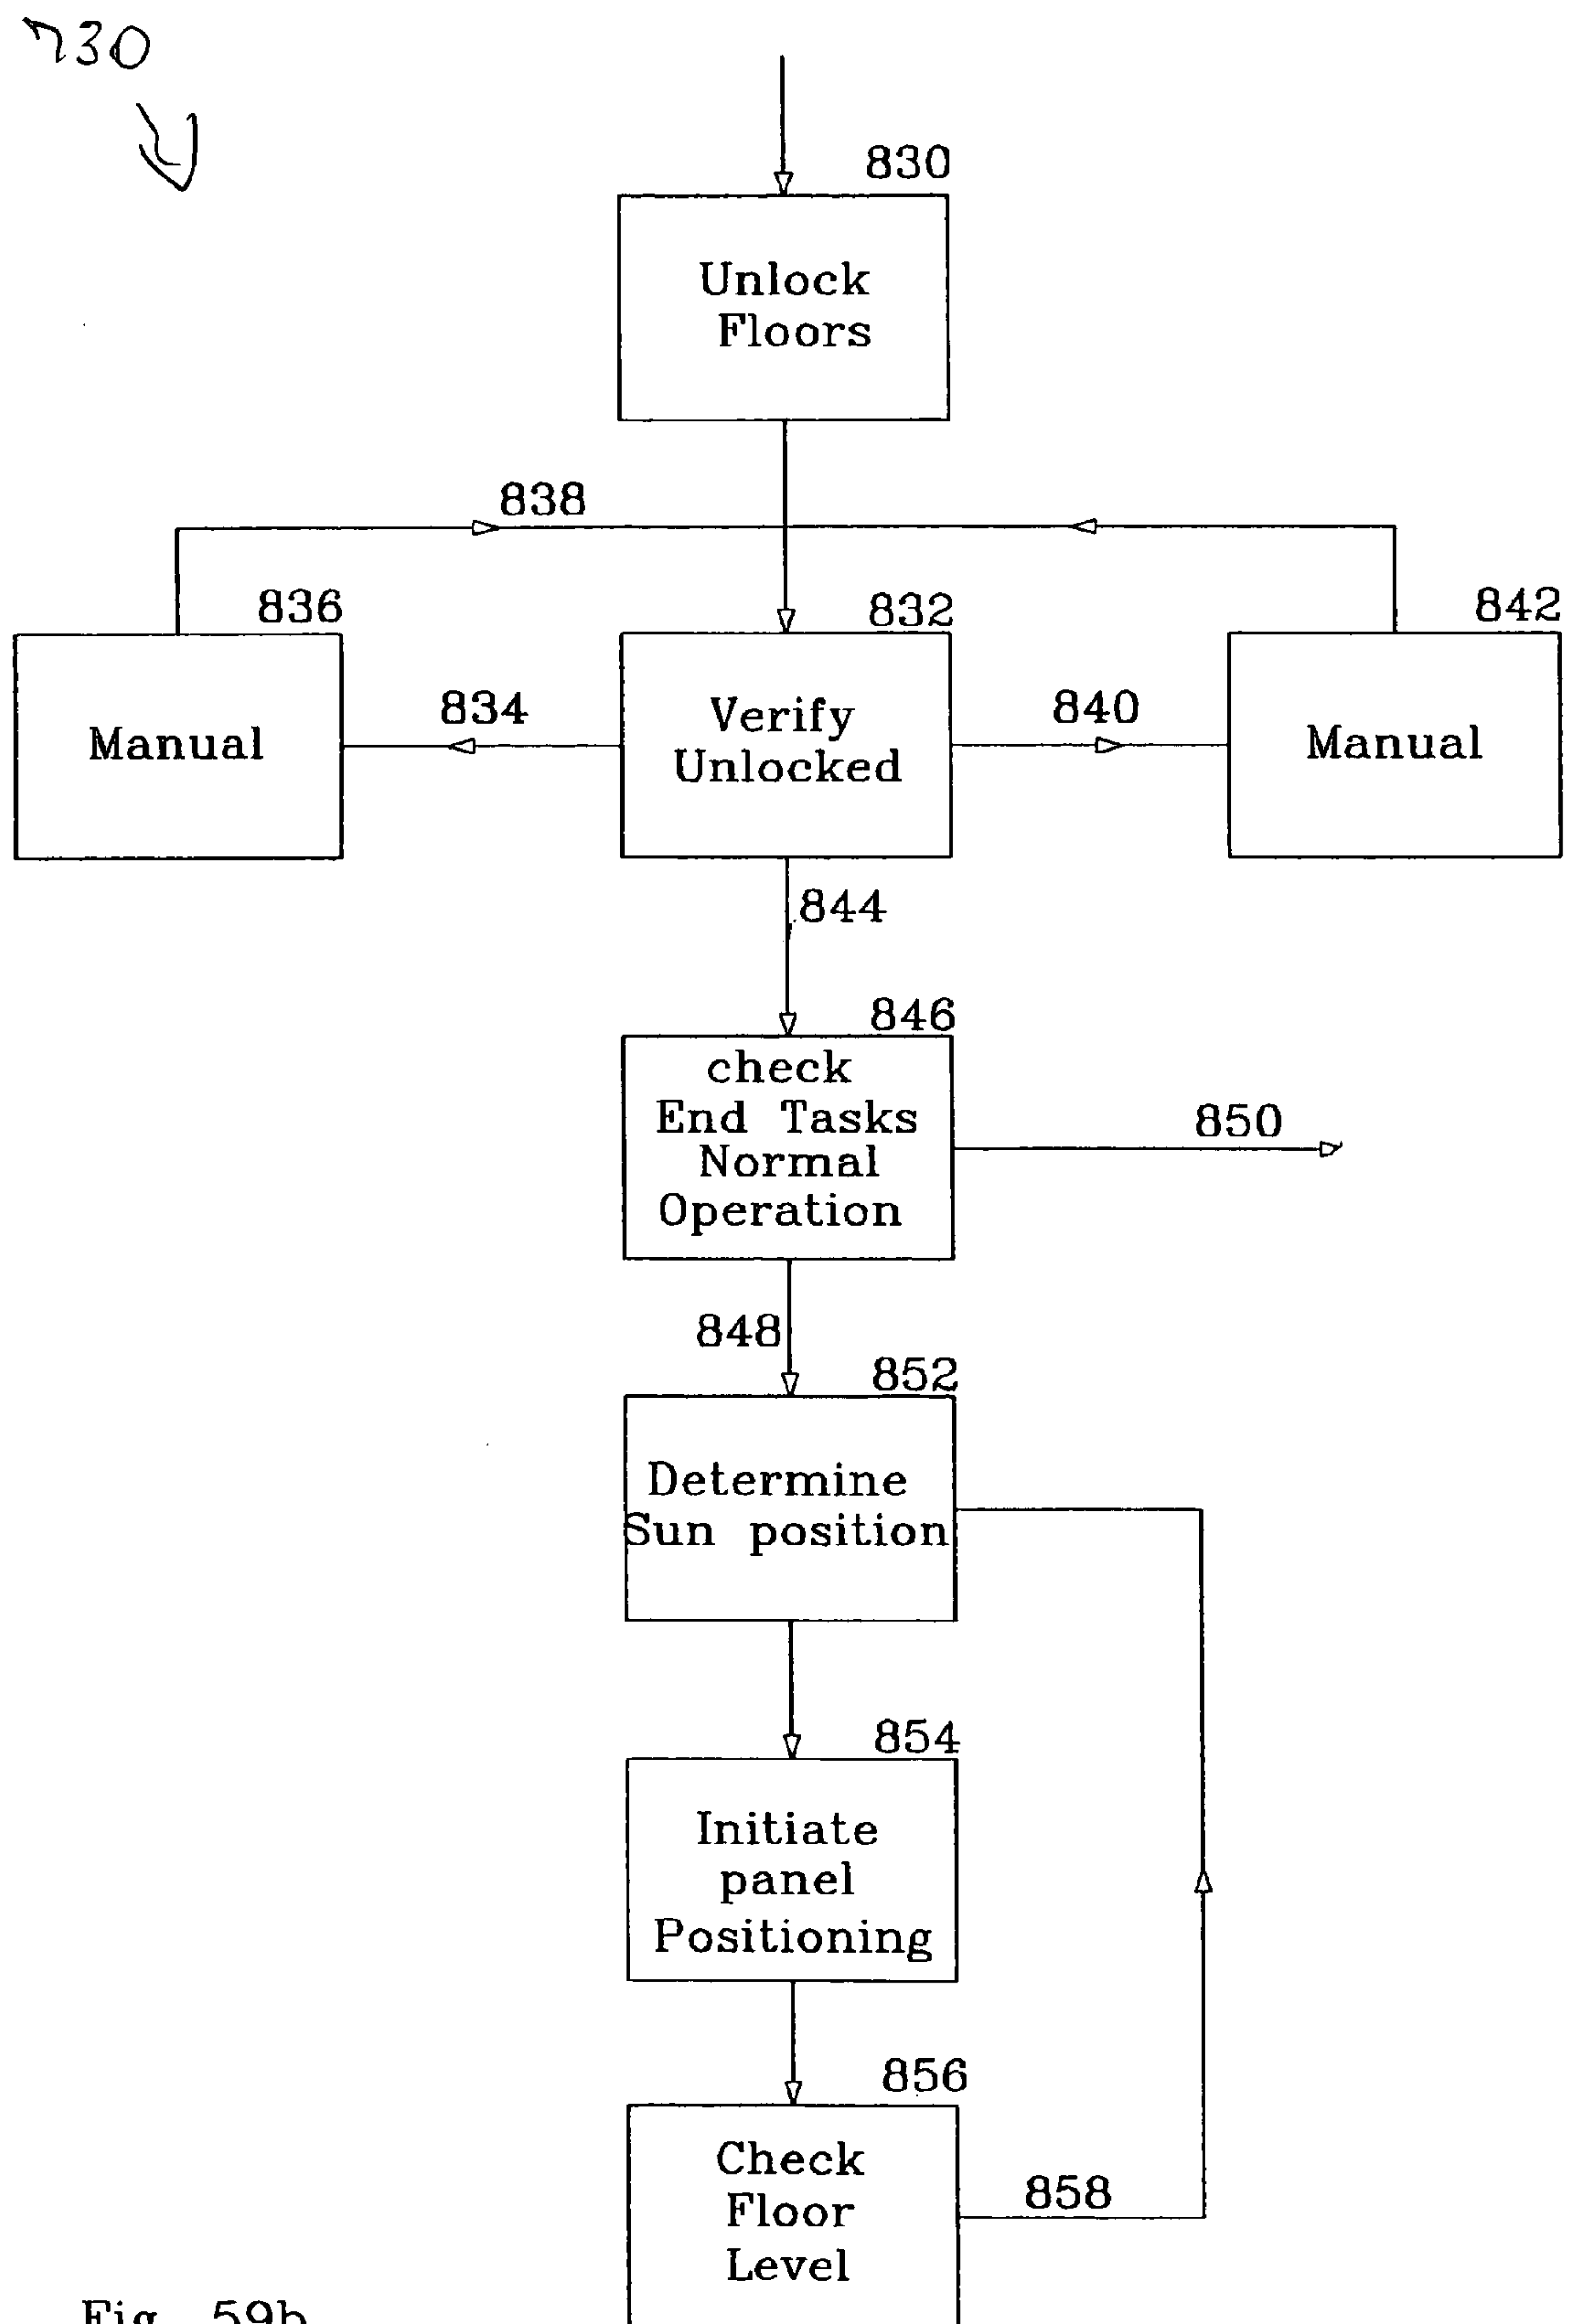 730
830
Unlock
Floors
838
836
832
842
Manual
834
Verify
Unlocked
840
Manual
844
846
check
End Tasks
Normal
Operation
850
848
852
Determine
Sun position
854
Initiate
panel
Positioning
856
Check
Floor
Level
858
Fig. 59b